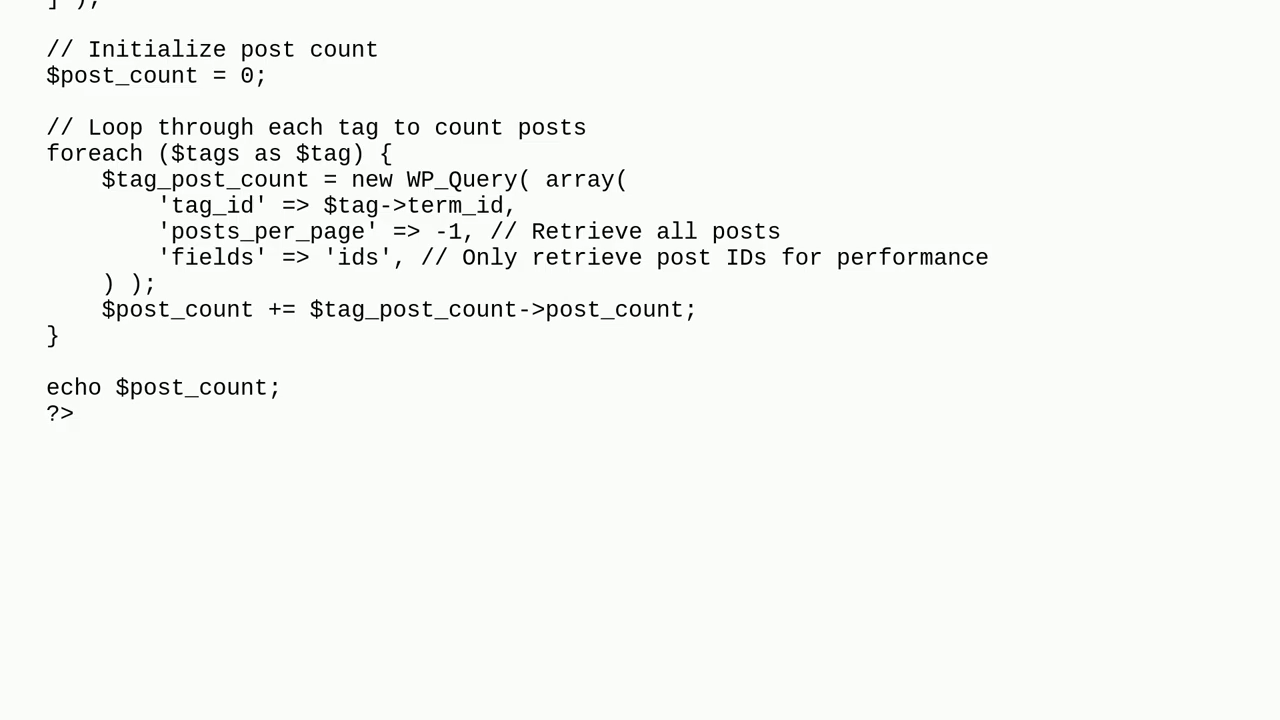 ] );
// Initialize post count
$post_count = 0;
// Loop through each tag to count posts
foreach ($tags as $tag) {
    $tag_post_count = new WP_Query( array(
        'tag_id' => $tag->term_id,
        'posts_per_page' => -1, // Retrieve all posts
        'fields' => 'ids', // Only retrieve post IDs for performance
    ) );
    $post_count += $tag_post_count->post_count;
}
echo $post_count;
?>